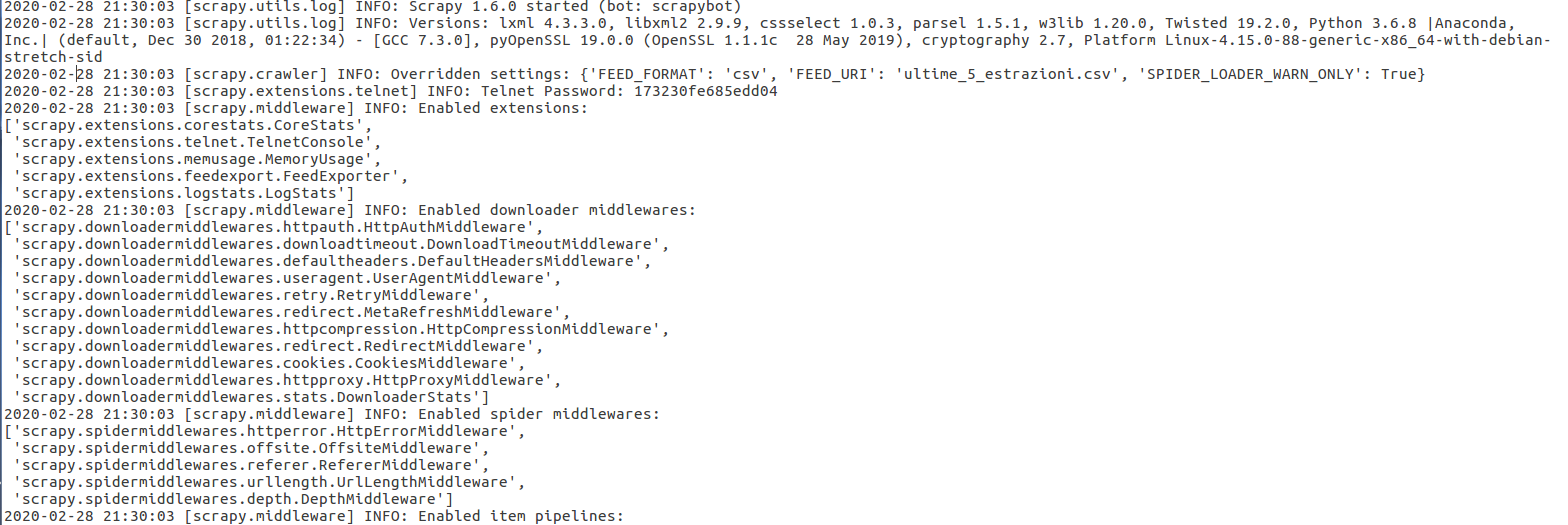 2020-02-28 21:30:03 [scrapy.utils.log] INFO: Scrapy 1.6.0 started (bot: scrapybot)
2020-02-28 21:30:03 [scrapy.utils.log] INFO: Versions: lxml 4.3.3.0, libxml2 2.9.9, cssselect 1.0.3, parsel 1.5.1, w3lib 1.20.0, Twisted 19.2.0, Python 3.6.8 |Anaconda,
Inc.| (default, Dec 30 2018, 01:22:34) - [GCC 7.3.0], pyOpenSSL 19.0.0 (OpenSSL 1.1.1c  28 May 2019), cryptography 2.7, Platform Linux-4.15.0-88-generic-x86_64-with-debian-
stretch-sid
2020-02-28 21:30:03 [scrapy.crawler] INFO: Overridden settings: {'FEED_FORMAT': 'csv', 'FEED_URI': 'ultime_5_estrazioni.csv', 'SPIDER_LOADER_WARN_ONLY': True}
2020-02-28 21:30:03 [scrapy.extensions.telnet] INFO: Telnet Password: 173230fe685edd04
2020-02-28 21:30:03 [scrapy.middleware] INFO: Enabled extensions:
['scrapy.extensions.corestats.CoreStats',
 'scrapy.extensions.telnet.TelnetConsole',
 'scrapy.extensions.memusage.MemoryUsage',
 'scrapy.extensions.feedexport.FeedExporter',
 'scrapy.extensions.logstats.LogStats']
2020-02-28 21:30:03 [scrapy.middleware] INFO: Enabled downloader middlewares:
['scrapy.downloadermiddlewares.httpauth.HttpAuthMiddleware',
 'scrapy.downloadermiddlewares.downloadtimeout.DownloadTimeoutMiddleware',
 'scrapy.downloadermiddlewares.defaultheaders.DefaultHeadersMiddleware',
 'scrapy.downloadermiddlewares.useragent.UserAgentMiddleware',
 'scrapy.downloadermiddlewares.retry.RetryMiddleware',
 'scrapy.downloadermiddlewares.redirect.MetaRefreshMiddleware',
 'scrapy.downloadermiddlewares.httpcompression.HttpCompressionMiddleware',
 'scrapy.downloadermiddlewares.redirect.RedirectMiddleware',
 'scrapy.downloadermiddlewares.cookies.CookiesMiddleware',
 'scrapy.downloadermiddlewares.httpproxy.HttpProxyMiddleware',
 'scrapy.downloadermiddlewares.stats.DownloaderStats']
2020-02-28 21:30:03 [scrapy.middleware] INFO: Enabled spider middlewares:
['scrapy.spidermiddlewares.httperror.HttpErrorMiddleware',
 'scrapy.spidermiddlewares.offsite.OffsiteMiddleware',
 'scrapy.spidermiddlewares.referer.RefererMiddleware',
 'scrapy.spidermiddlewares.urllength.UrlLengthMiddleware',
 'scrapy.spidermiddlewares.depth.DepthMiddleware']
2020-02-28 21:30:03 [scrapy.middleware] INFO: Enabled item pipelines: